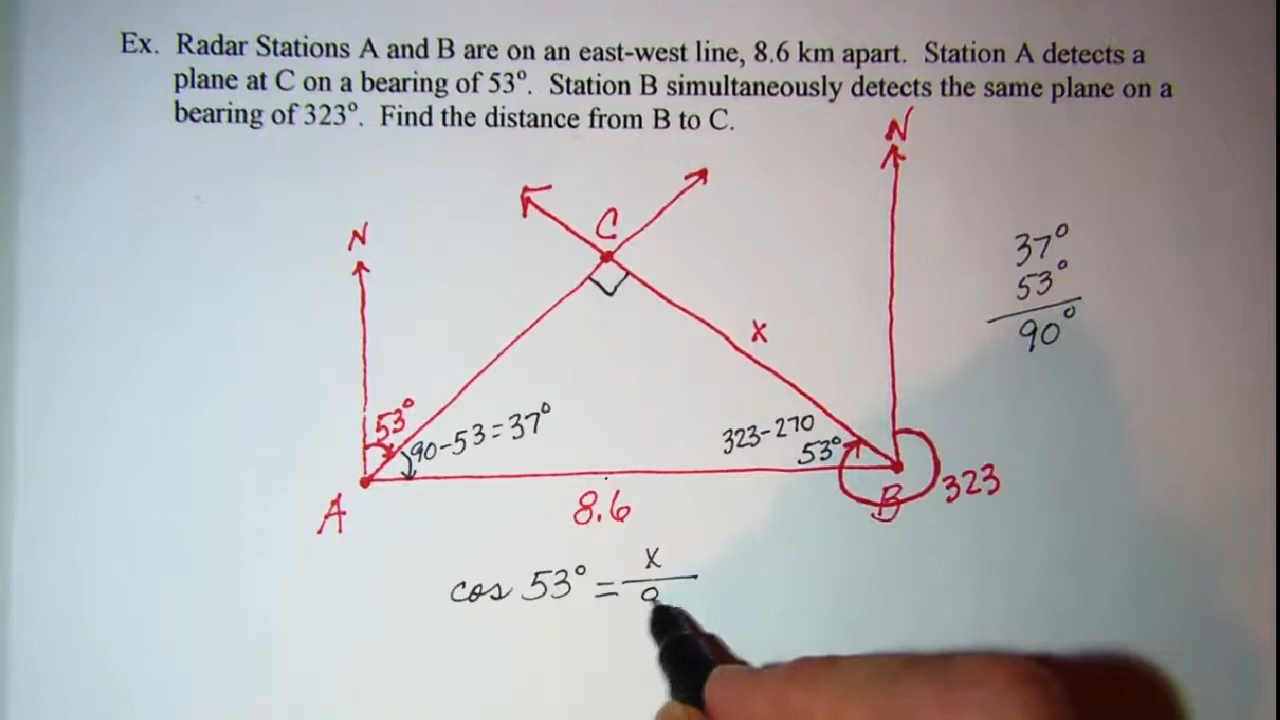 Ex. Radar Stations A and B are on an east-west line, 8.6 km apart. Station A detects a
plane at C on a bearing of 53°. Station B simultaneously detects the same plane on a
bearing of 323°. Find the distance from B to C.
N
N
C
37°
53°
90°
x
53°
90-53=37°
323-270
53°
323
A
8.6
B
cos 53° = x
8